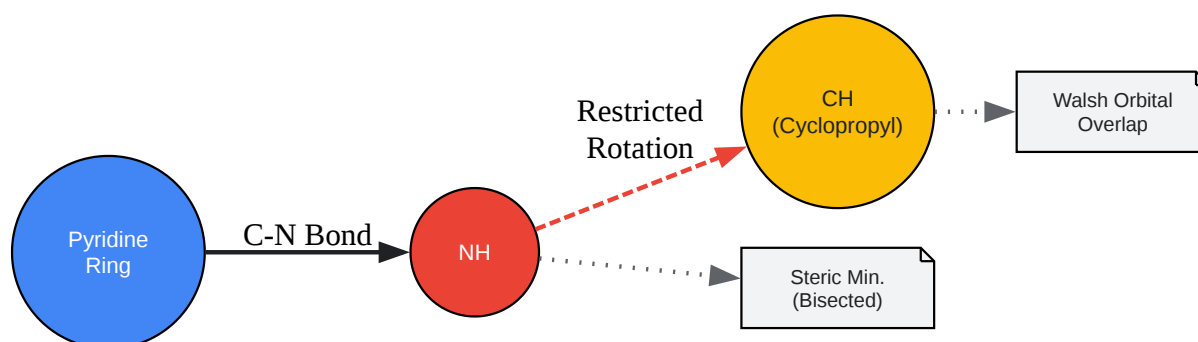 Pyridine
Ring
C-N Bond
NH
Restricted
Rotation
CH
(Cyclopropyl)
Walsh Orbital
Overlap
Steric Min.
(Bisected)